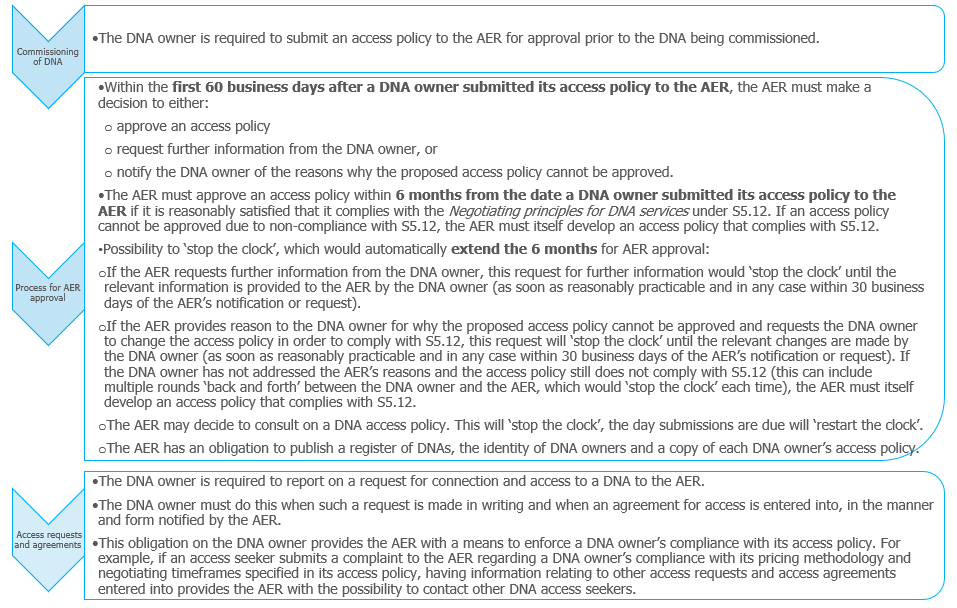 Commissioning
of DNA
•The DNA owner is required to submit an access policy to the AER for approval prior to the DNA being commissioned.
Process for AER
approval
•Within the first 60 business days after a DNA owner submitted its access policy to the AER, the AER must make a
decision to either:
o approve an access policy
o request further information from the DNA owner, or
o notify the DNA owner of the reasons why the proposed access policy cannot be approved.
•The AER must approve an access policy within 6 months from the date a DNA owner submitted its access policy to the
AER if it is reasonably satisfied that it complies with the Negotiating principles for DNA services under S5.12. If an access policy
cannot be approved due to non-compliance with S5.12, the AER must itself develop an access policy that complies with S5.12.
•Possibility to ‘stop the clock’, which would automatically extend the 6 months for AER approval:
oIf the AER requests further information from the DNA owner, this request for further information would ‘stop the clock’ until the
relevant information is provided to the AER by the DNA owner (as soon as reasonably practicable and in any case within 30 business
days of the AER’s notification or request).
oIf the AER provides reason to the DNA owner for why the proposed access policy cannot be approved and requests the DNA owner
to change the access policy in order to comply with S5.12, this request will ‘stop the clock’ until the relevant changes are made by
the DNA owner (as soon as reasonably practicable and in any case within 30 business days of the AER’s notification or request). If
the DNA owner has not addressed the AER’s reasons and the access policy still does not comply with S5.12 (this can include
multiple rounds ‘back and forth’ between the DNA owner and the AER, which would ‘stop the clock’ each time), the AER must itself
develop an access policy that complies with S5.12.
oThe AER may decide to consult on a DNA access policy. This will ‘stop the clock’, the day submissions are due will ‘restart the clock’.
oThe AER has an obligation to publish a register of DNAs, the identity of DNA owners and a copy of each DNA owner’s access policy.
Access requests
and agreements
•The DNA owner is required to report on a request for connection and access to a DNA to the AER.
•The DNA owner must do this when such a request is made in writing and when an agreement for access is entered into, in the manner
and form notified by the AER.
•This obligation on the DNA owner provides the AER with a means to enforce a DNA owner’s compliance with its access policy. For
example, if an access seeker submits a complaint to the AER regarding a DNA owner’s compliance with its pricing methodology and
negotiating timeframes specified in its access policy, having information relating to other access requests and access agreements
entered into provides the AER with the possibility to contact other DNA access seekers.